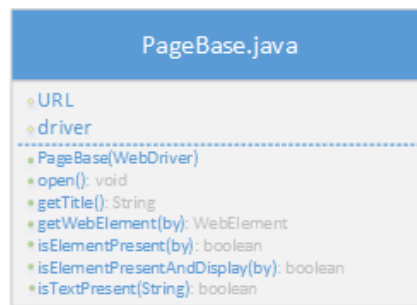 PageBase.java
URL
driver
PageBase(WebDriver)
open(): void
getTitle(): String
getWebElement(by): WebElement
isElementPresent(by): boolean
isElementPresentAndDisplay(by): boolean
isTextPresent(String): boolean